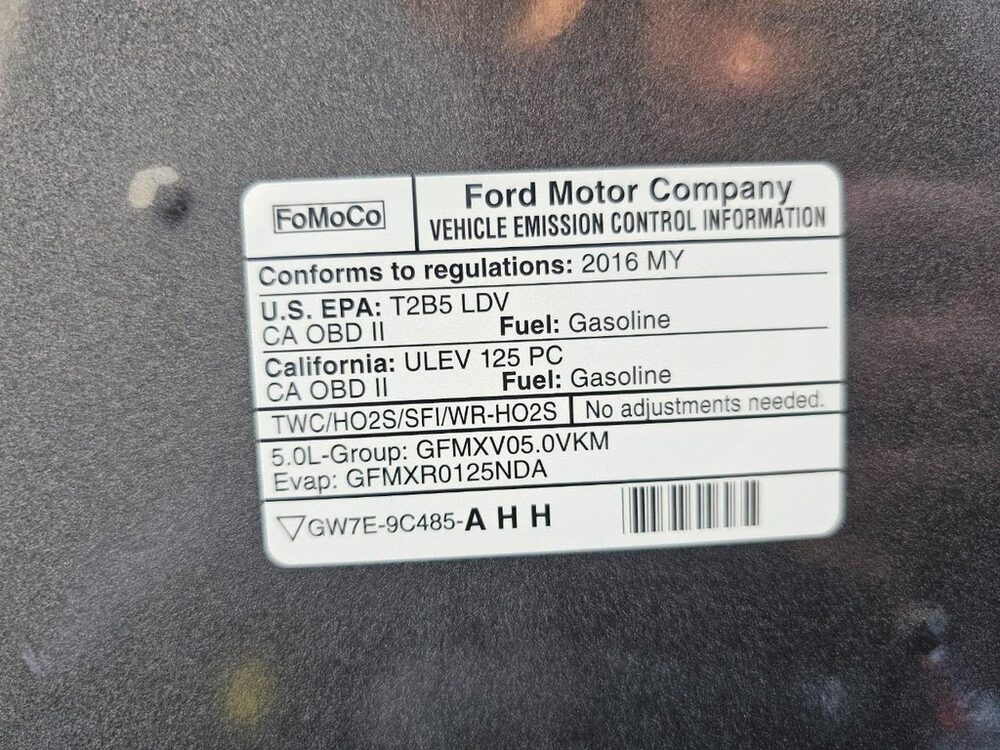 FoMoCo
Ford Motor Company
VEHICLE EMISSION CONTROL INFORMATION
Conforms to regulations: 2016 MY
U.S. EPA: T2B5 LDV
CA OBD II Fuel: Gasoline
California: ULEV 125 PC
CA OBD II Fuel: Gasoline
TWC/HO2S/SFI/WR-HO2S No adjustments needed.
5.0L-Group: GFMXV05.0VKM
Evap: GFMXR0125NDA
GW7E-9C485-A H H